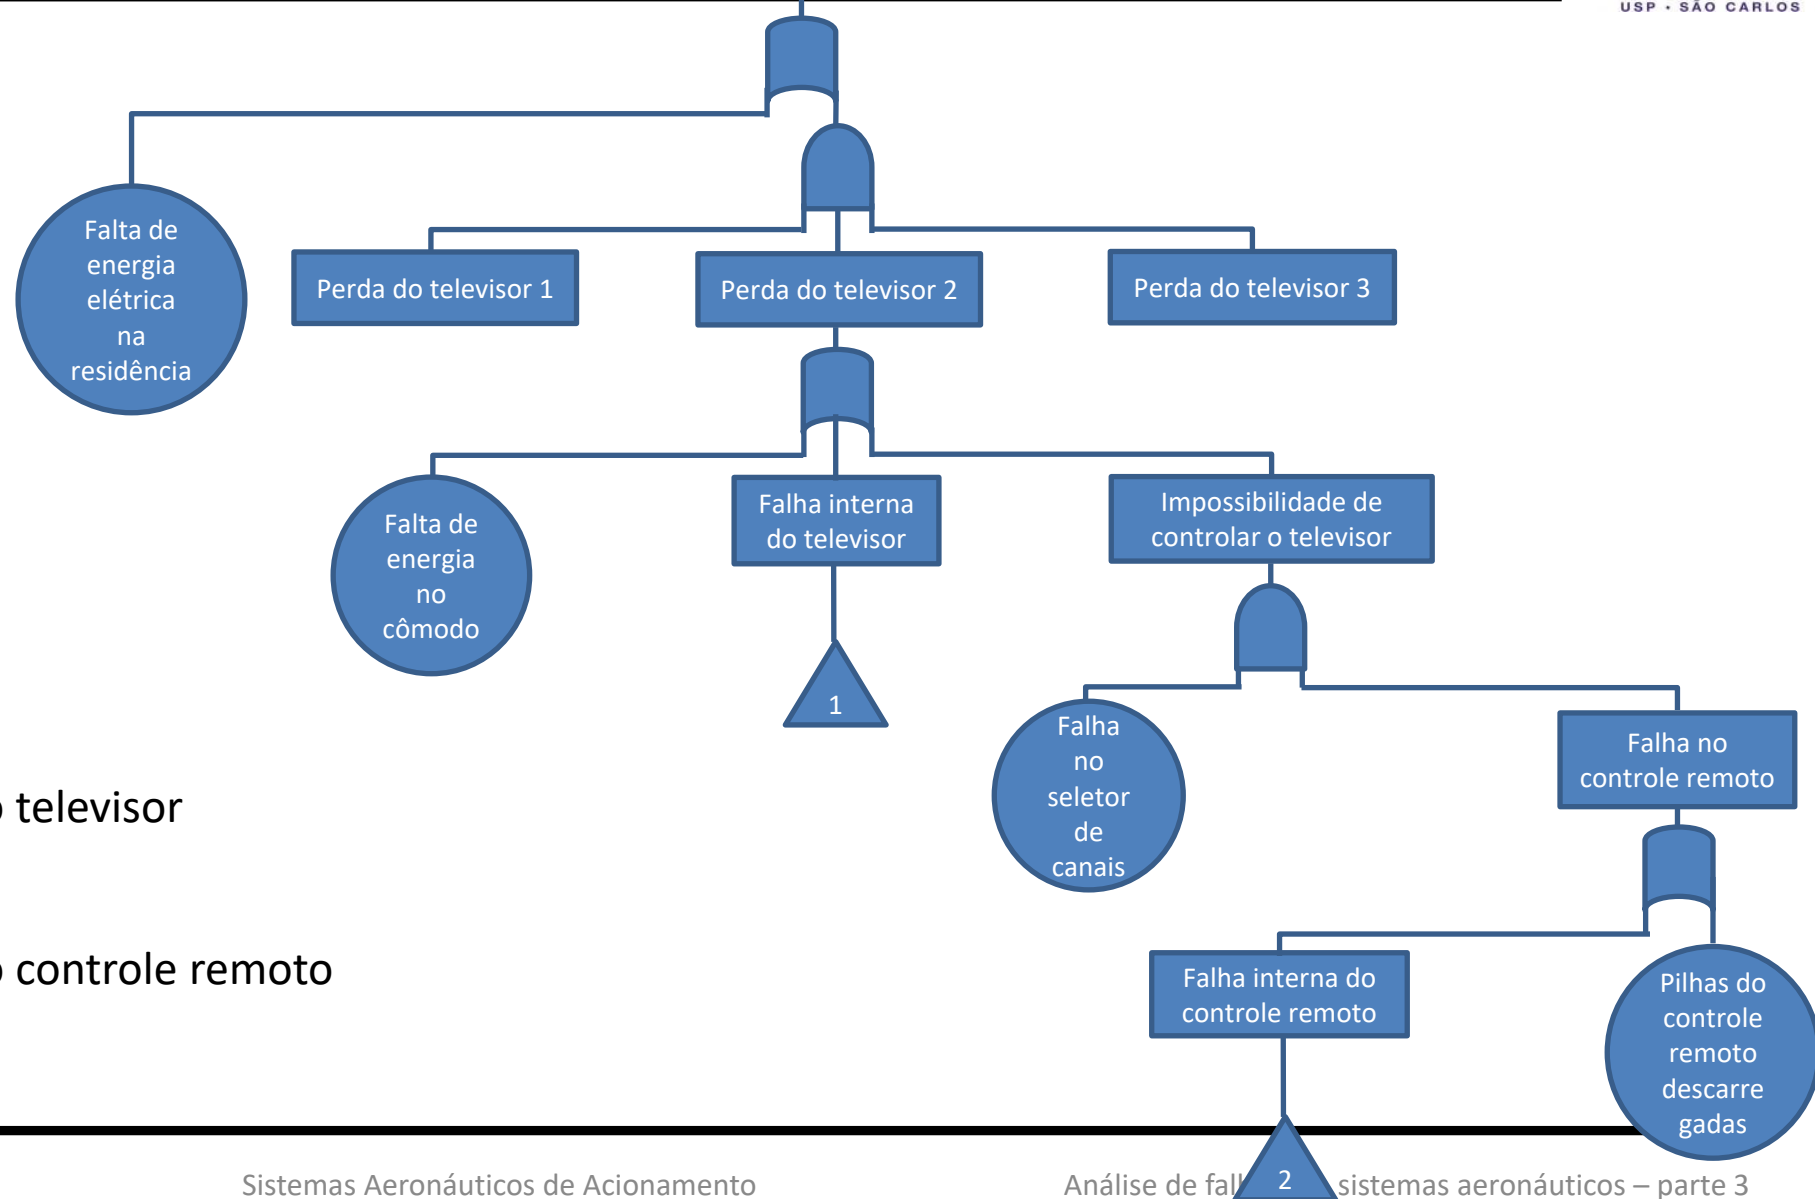 USP · SÃO CARLOS
Falta de
energia
elétrica
na
residência
Perda do televisor 1
Perda do televisor 2
Perda do televisor 3
Falta de
energia
no
cômodo
Falha interna
do televisor
Impossibilidade de
controlar o televisor
1
Falha
no
seletor
de
canais
Falha no
controle remoto
televisor
controle remoto
Falha interna do
controle remoto
Pilhas do
controle
remoto
descarre
gadas
2
Sistemas Aeronáuticos de Acionamento
Análise de fal sistemas aeronáuticos – parte 3